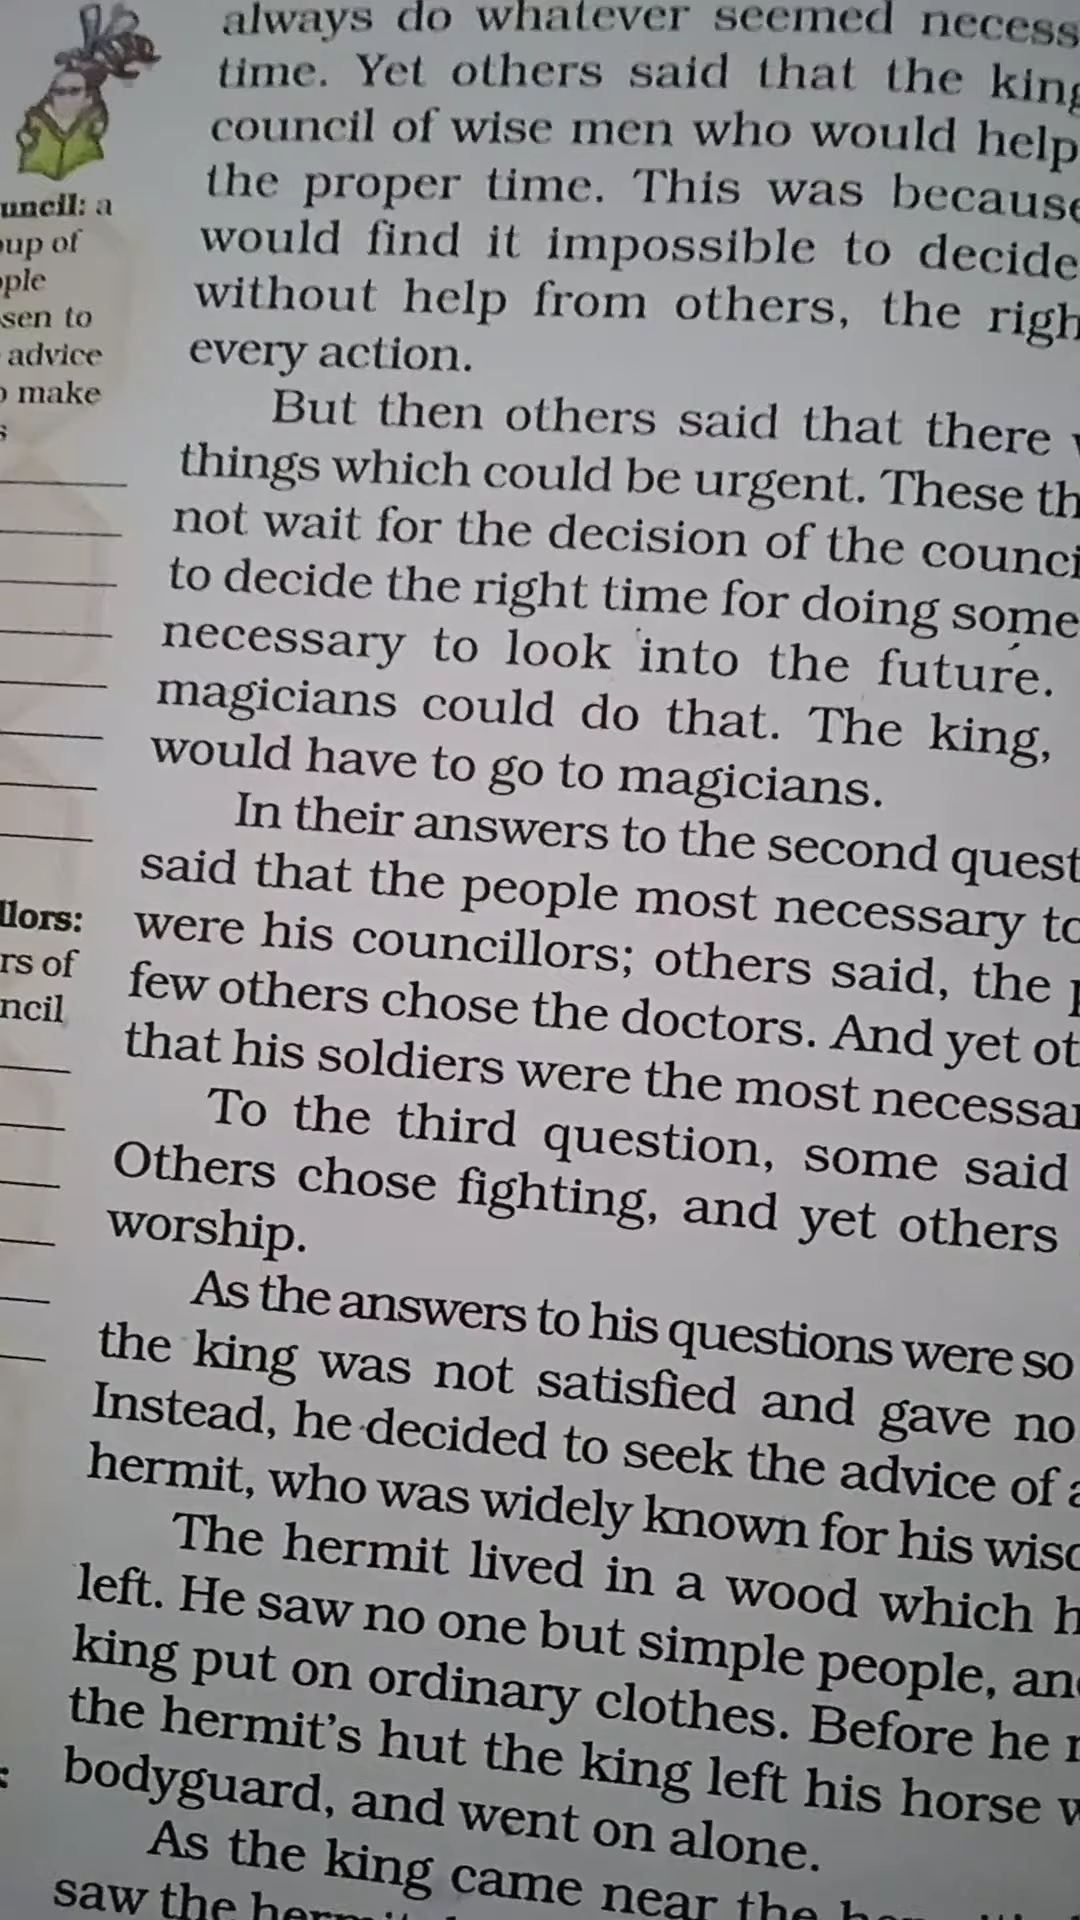 always do whatever seemed necess
time. Yet others said that the king
council of wise men who would help
the proper time. This was because
would find it impossible to decide
without help from others, the righ
every action.
uncil: a
oup of
ople
sen to
advice
o make
s
But then others said that there
things which could be urgent. These th
not wait for the decision of the counci
to decide the right time for doing some
necessary to look into the future.
magicians could do that. The king,
would have to go to magicians.
In their answers to the second quest
said that the people most necessary to
were his councillors; others said, the p
few others chose the doctors. And yet ot
that his soldiers were the most necessar
llors:
rs of
ncil
To the third question, some said
Others chose fighting, and yet others
worship.
As the answers to his questions were so
the king was not satisfied and gave no
Instead, he decided to seek the advice of a
hermit, who was widely known for his wisd
The hermit lived in a wood which h
left. He saw no one but simple people, and
king put on ordinary clothes. Before he r
the hermit's hut the king left his horse w
bodyguard, and went on alone.
As the king came near the
saw the